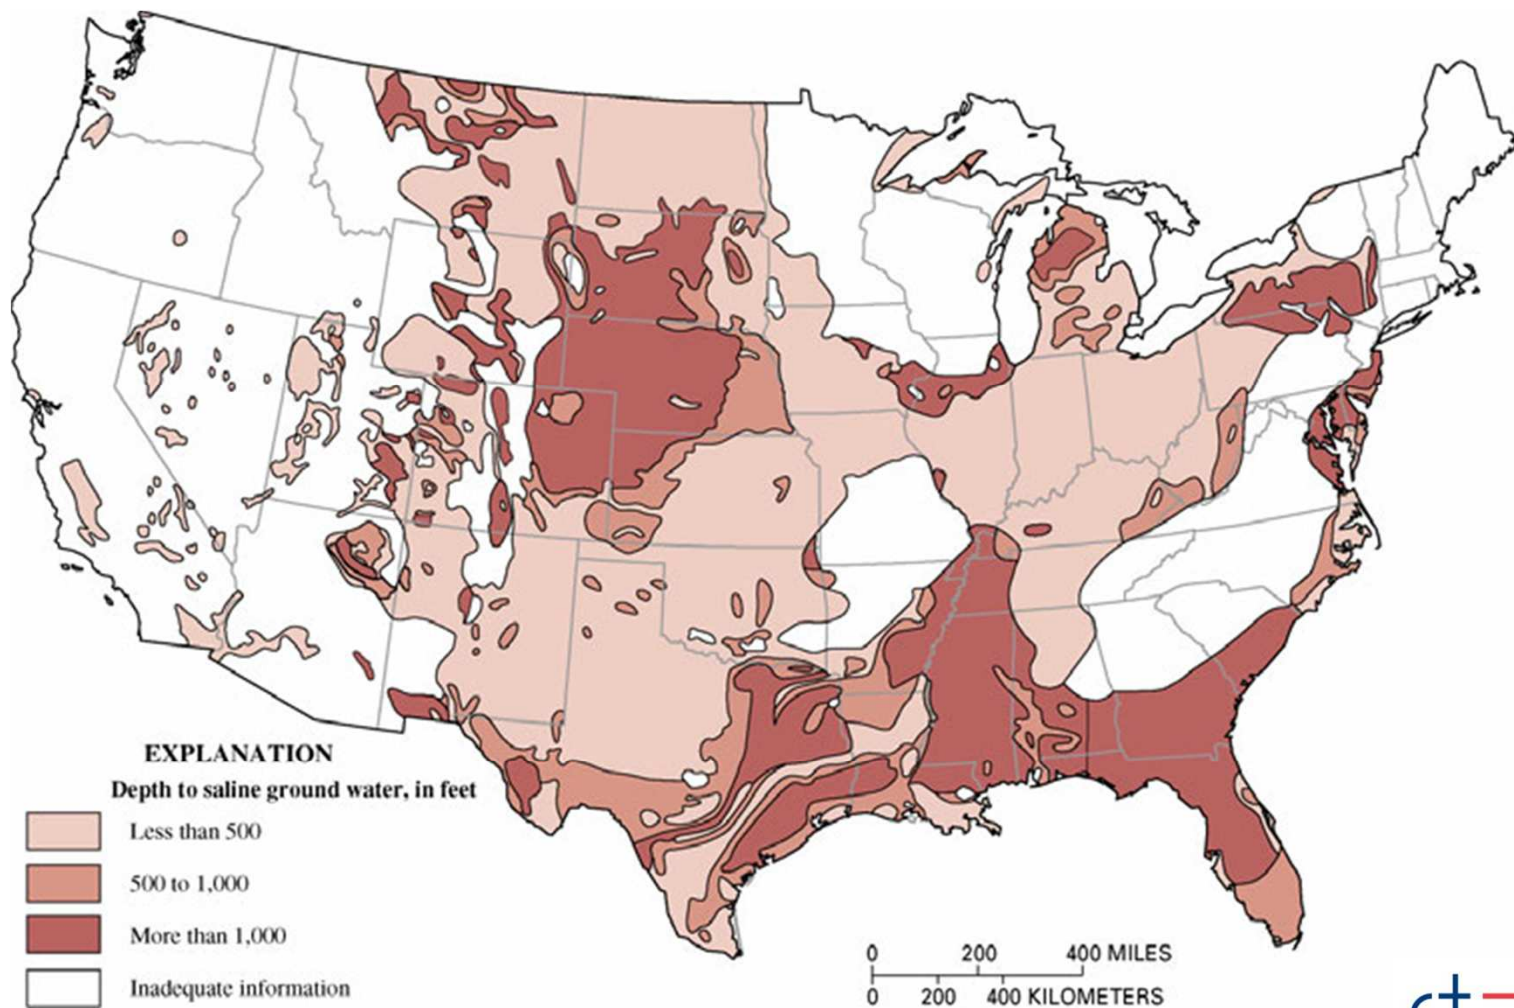 EXPLANATION
Depth to saline ground water, in feet
Less than 500
500 to 1,000
More than 1,000
Inadequate information
0 200 400 MILES
0 200 400 KILOMETERS